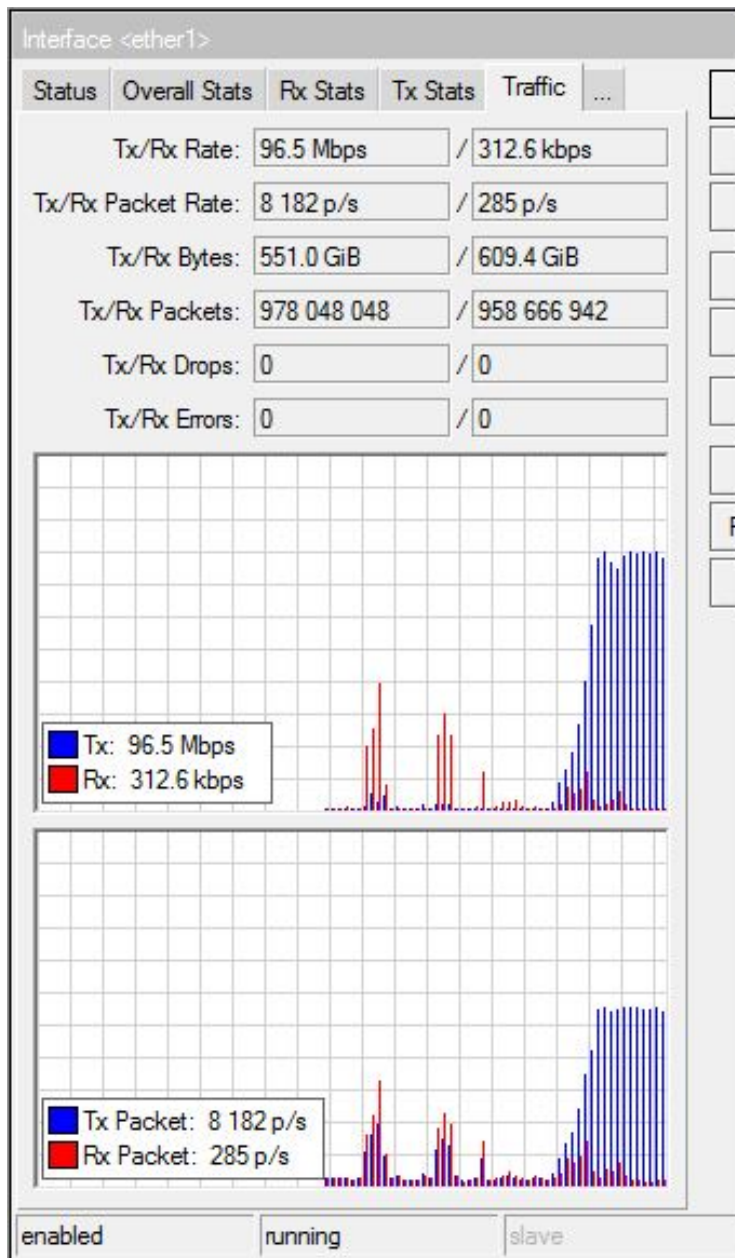 Interface <ether1>
Status Overall Stats Rx Stats Tx Stats Traffic ...
Tx/Rx Rate: 96.5 Mbps / 312.6 kbps
Tx/Rx Packet Rate: 8 182 p/s / 285 p/s
Tx/Rx Bytes: 551.0 GiB / 609.4 GiB
Tx/Rx Packets: 978 048 048 / 958 666 942
Tx/Rx Drops: 0 / 0
Tx/Rx Errors: 0 / 0
Tx: 96.5 Mbps
Rx: 312.6 kbps
Tx Packet: 8 182 p/s
Rx Packet: 285 p/s
enabled running slave